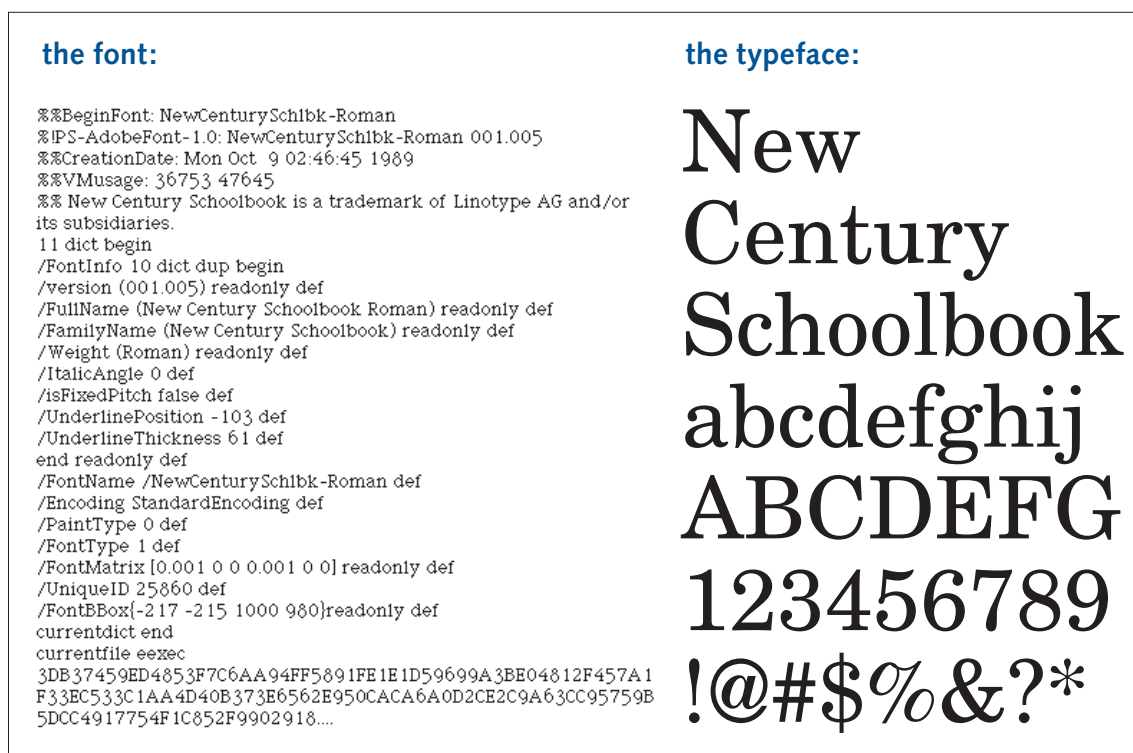 the font:
%%BeginFont: NewCenturySchlbk-Roman
%!PS-AdobeFont-1.0: NewCenturySchlbk-Roman 001.005
%%CreationDate: Mon Oct  9 02:46:45 1989
%%VMusage: 36753 47645
%% New Century Schoolbook is a trademark of Linotype AG and/or
its subsidiaries.
11 dict begin
/FontInfo 10 dict dup begin
/version (001.005) readonly def
/FullName (New Century Schoolbook Roman) readonly def
/FamilyName (New Century Schoolbook) readonly def
/Weight (Roman) readonly def
/ItalicAngle 0 def
/isFixedPitch false def
/UnderlinePosition -103 def
/UnderlineThickness 61 def
end readonly def
/FontName /NewCenturySchlbk-Roman def
/Encoding StandardEncoding def
/PaintType 0 def
/FontType 1 def
/FontMatrix [0.001 0 0 0.001 0 0] readonly def
/UniqueID 25860 def
/FontBBox{-217 -215 1000 980}readonly def
currentdict end
currentfile eexec
3DB37459ED4853F7C6AA94FF5891FE1E1D59699A3BE04812F457A1
F33EC533C1AA4D40B373E6562E950CACA6A0D2CE2C9A63CC95759B
5DCC4917754F1C852F9902918....
the typeface:
New
Century
Schoolbook
abcdefghij
ABCDEFG
123456789
!@#$%&?*